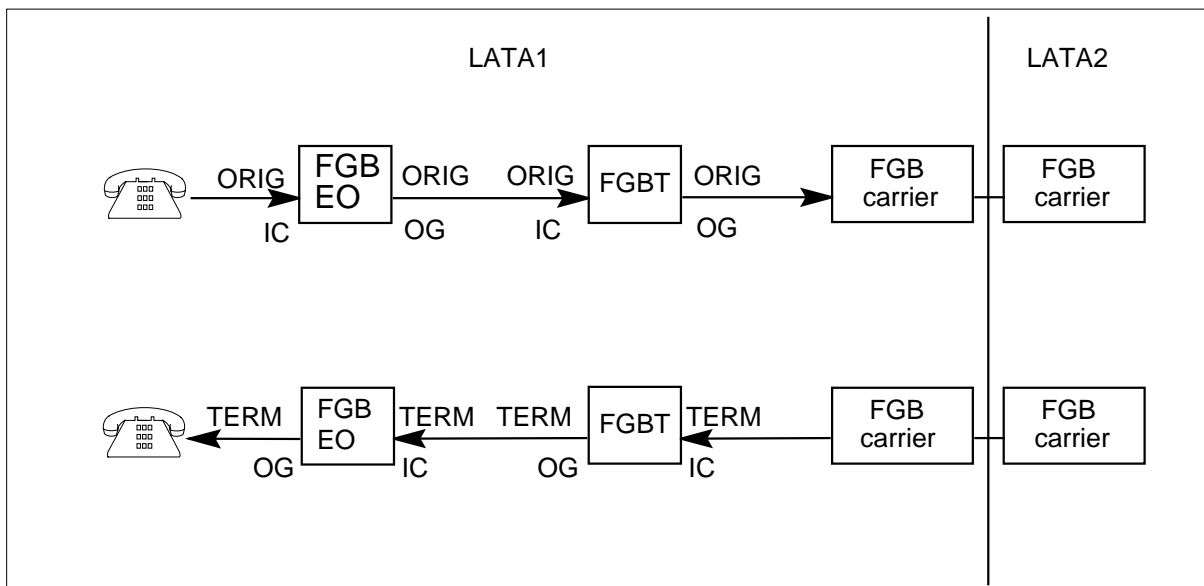 LATA1
LATA2
ORIG
IC
FGB
EO
ORIG
OG
ORIG
IC
FGBT
ORIG
OG
FGB
carrier
FGB
carrier
TERM
OG
FGB
EO
TERM
IC
TERM
OG
FGBT
TERM
IC
FGB
carrier
FGB
carrier